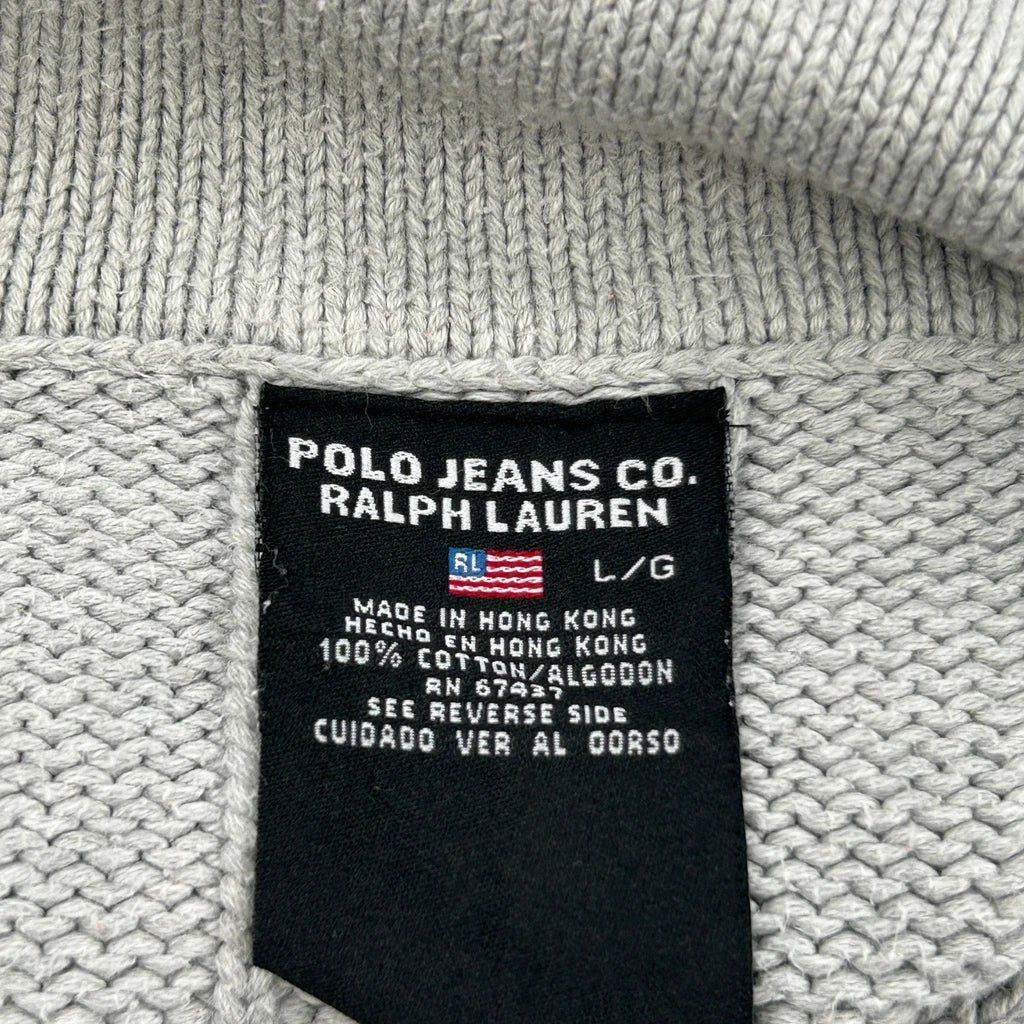 POLO JEANS CO.
RALPH LAUREN
RL
L/G
MADE IN HONG KONG
HECHO EN HONG KONG
100% COTTON/ALGODON
RN 67437
SEE REVERSE SIDE
CUIDADO VER AL DORSO